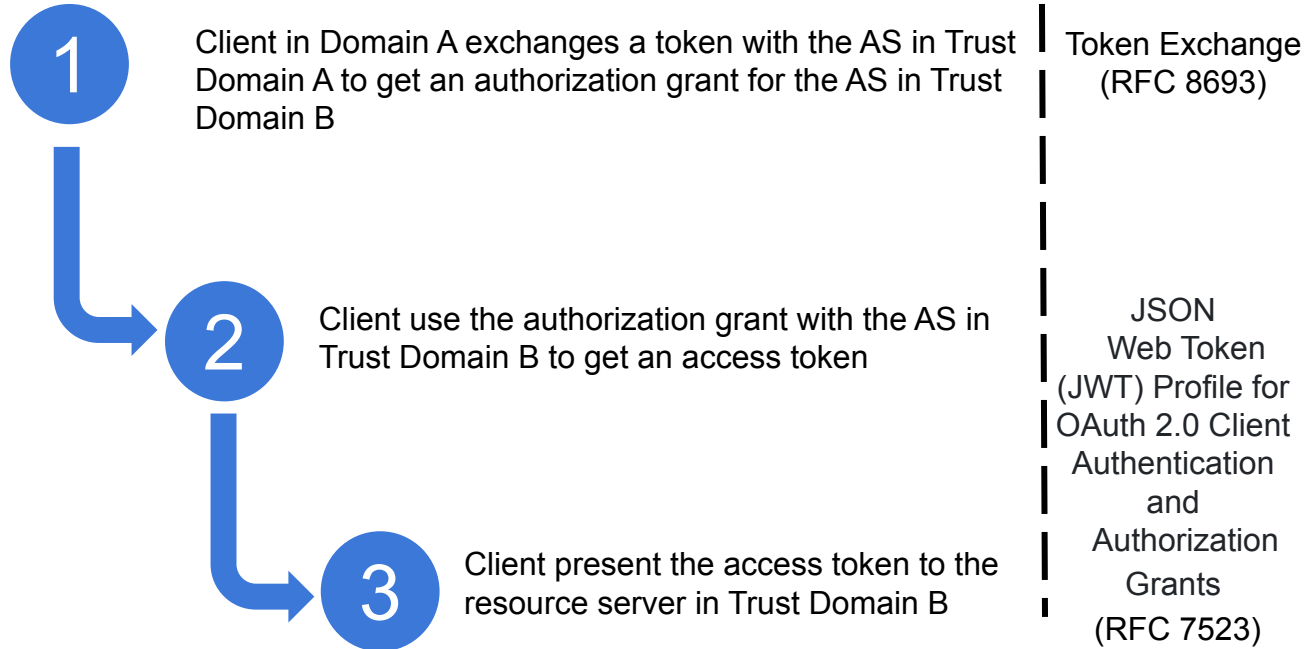 1
Client in Domain A exchanges a token with the AS in Trust
Domain A to get an authorization grant for the AS in Trust
Domain B
Token Exchange
(RFC 8693)
2
Client use the authorization grant with the AS in
Trust Domain B to get an access token
JSON
Web Token
(JWT) Profile for
OAuth 2.0 Client
Authentication
and
Authorization
Grants
(RFC 7523)
3
Client present the access token to the
resource server in Trust Domain B